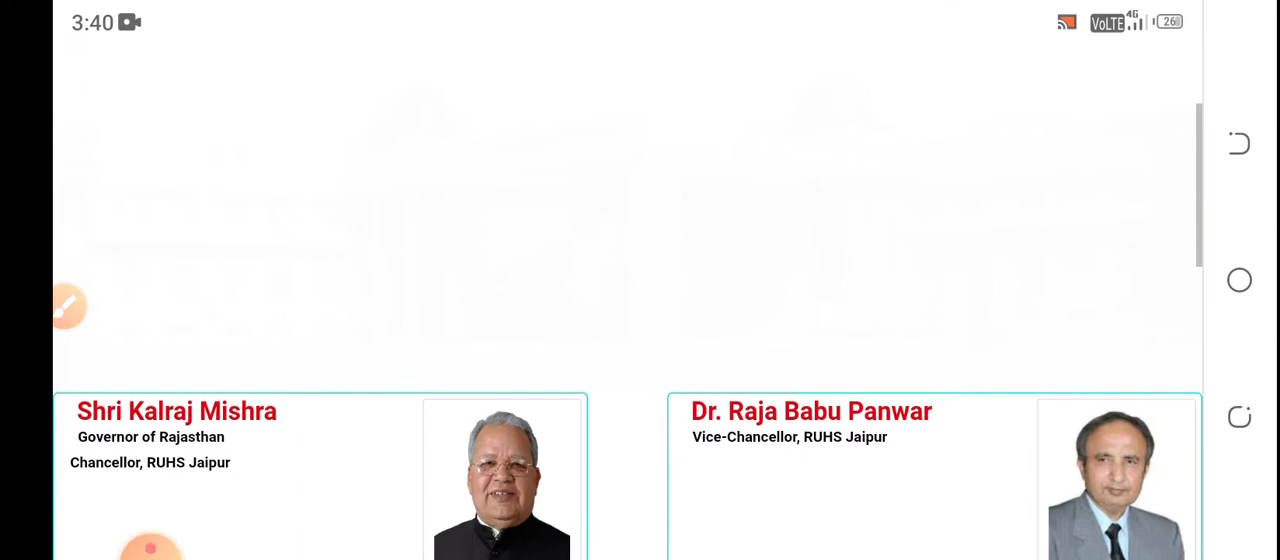 3:40
VoLTE 4G 26
Shri Kalraj Mishra
Governor of Rajasthan
Chancellor, RUHS Jaipur
Dr. Raja Babu Panwar
Vice-Chancellor, RUHS Jaipur